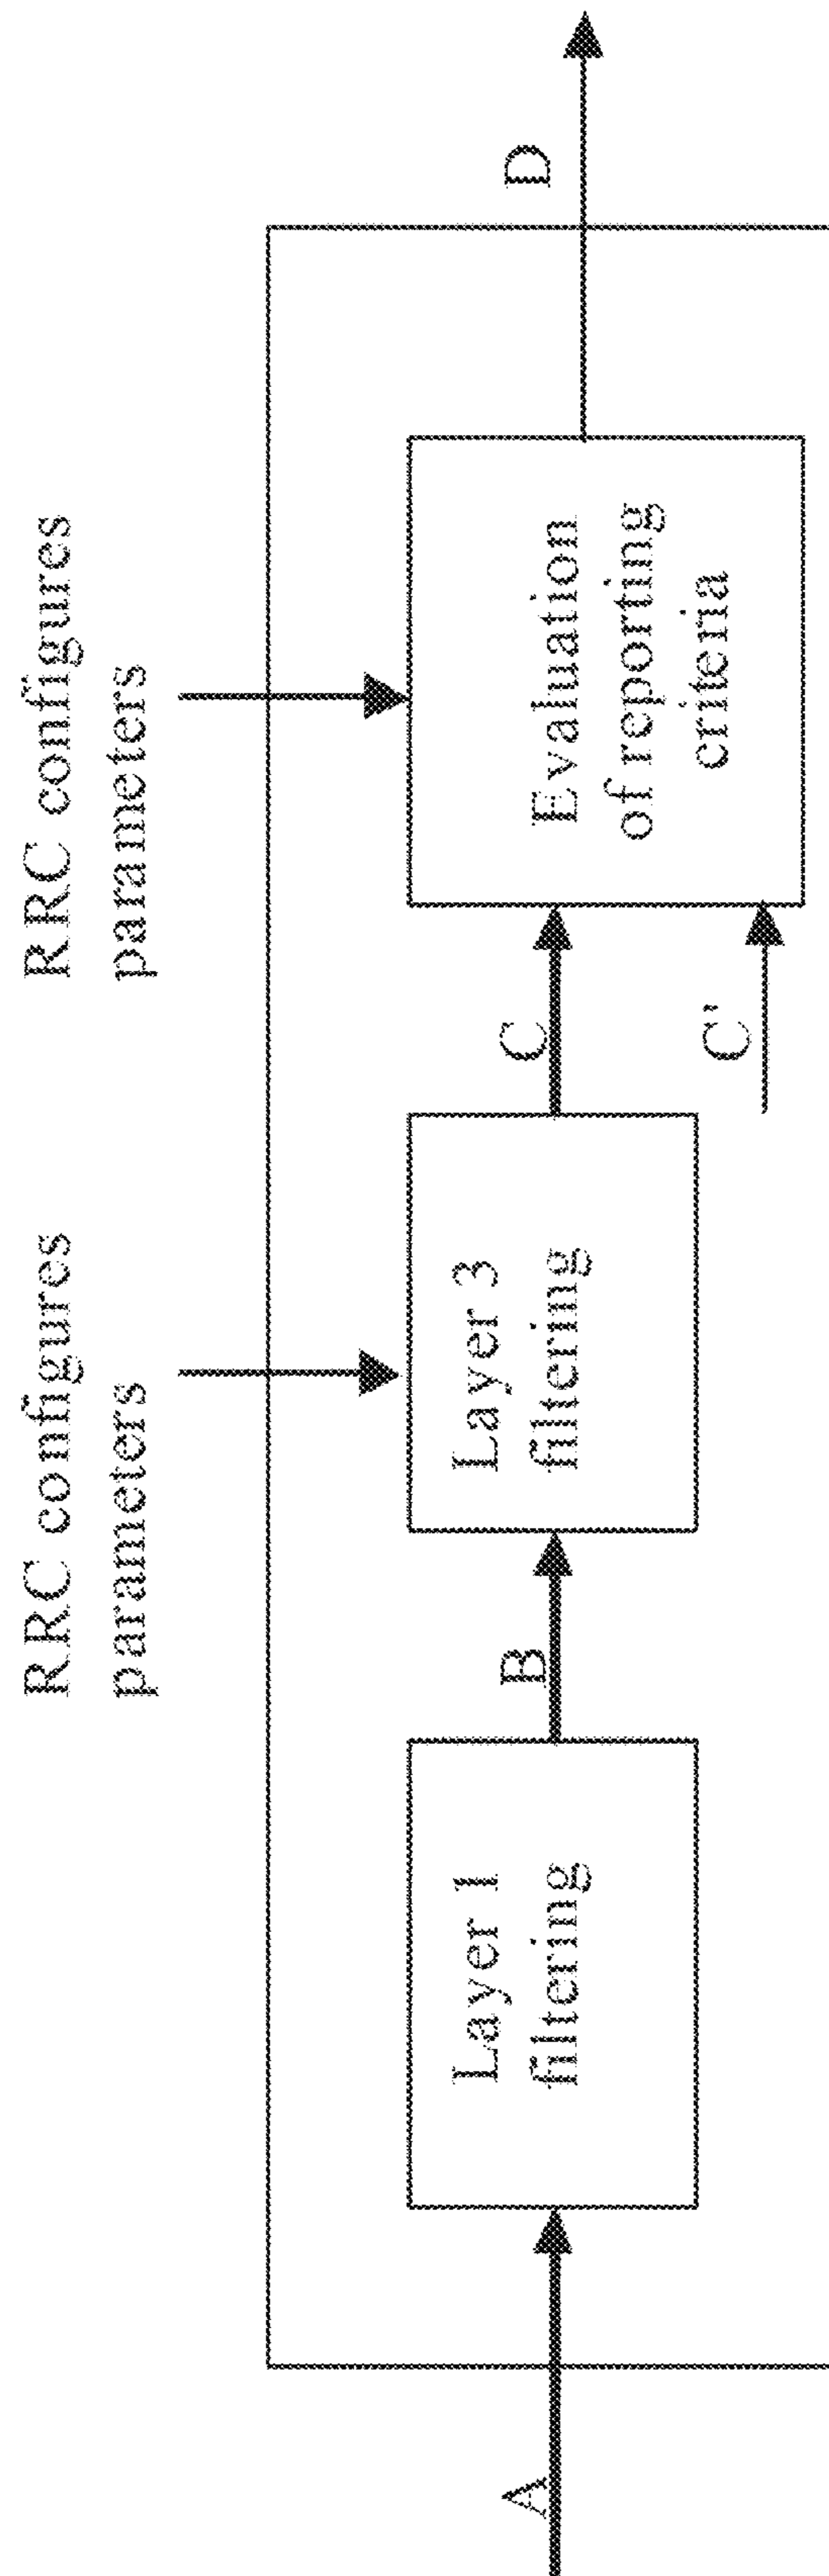 RRC configures
parameters
RRC configures
parameters
A
Layer 1
filtering
B
Layer 3
filtering
C
C'
Evaluation
of reporting
criteria
D